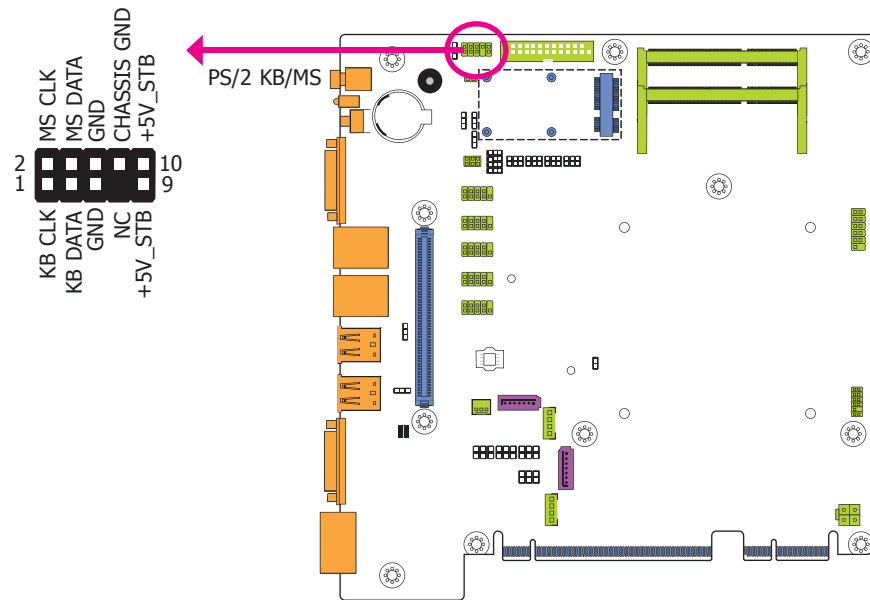 MS CLK
MS DATA
GND
CHASSIS GND
+5V_STB
2
10
1
9
KB CLK
KB DATA
GND
NC
+5V_STB
PS/2 KB/MS